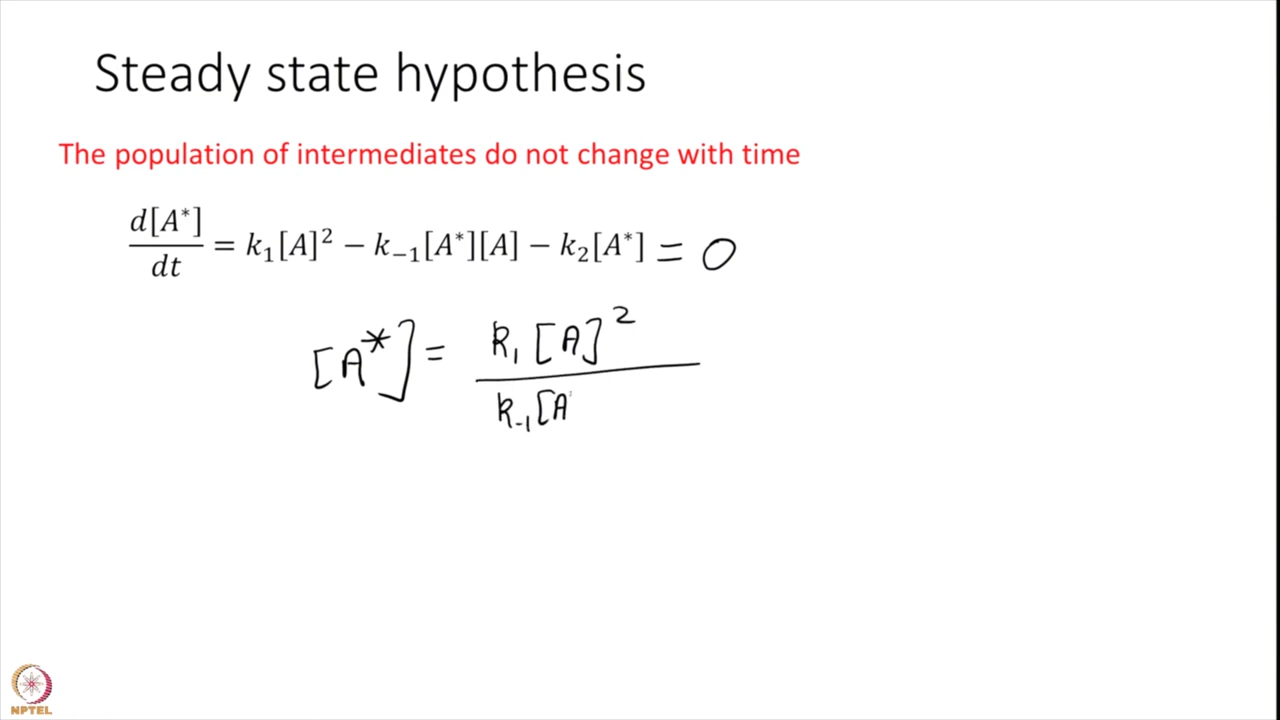 Steady state hypothesis
The population of intermediates do not change with time
d[A*]/dt = k₁[A]² − k₋₁[A*][A] − k₂[A*] = 0
[A*] = k₁[A]² / k₋₁[A
NPTEL